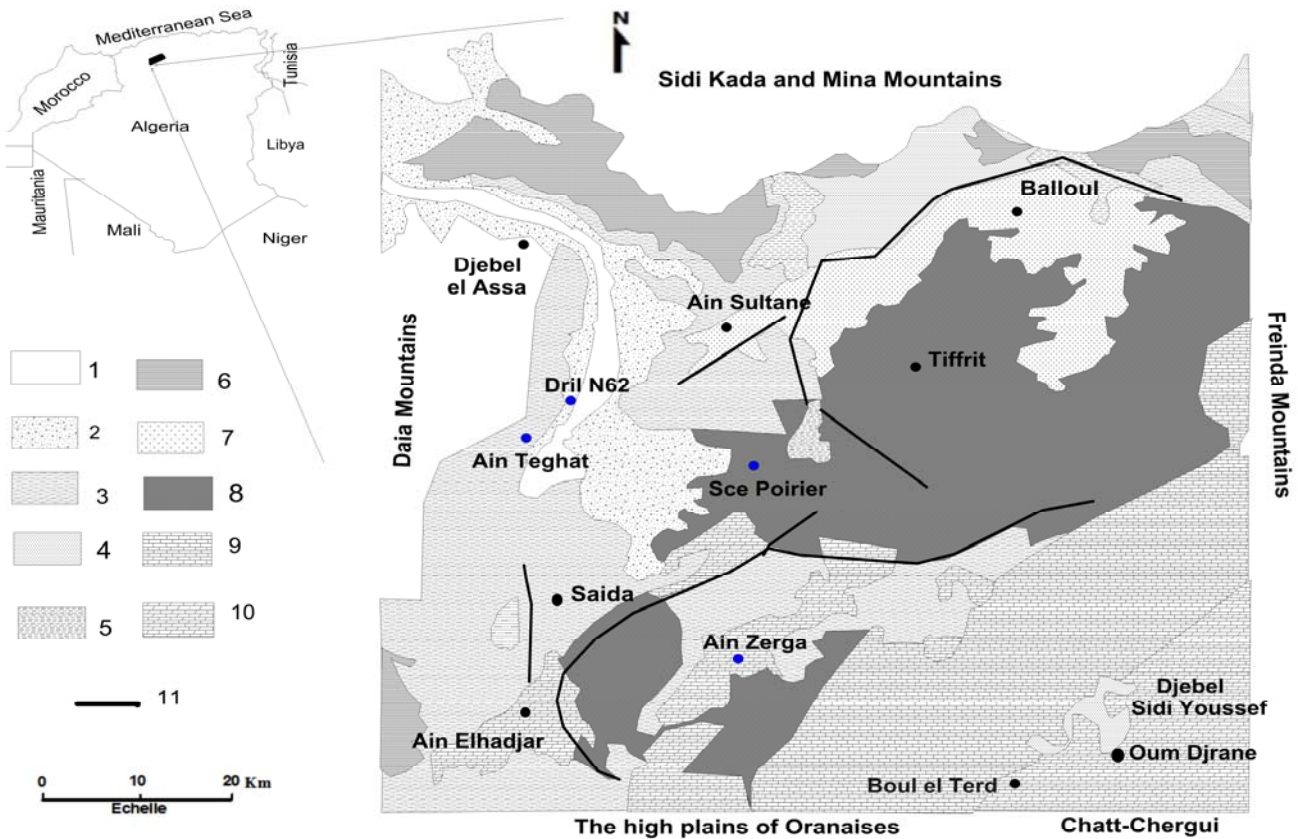 Mediterranean Sea
Morocco
Tunisia
Algeria
Libya
Mauritania
Mali
Niger
N
Sidi Kada and Mina Mountains
Balloul
Djebel
el Assa
Ain Sultane
Tiffrit
Daia Mountains
Freinda Mountains
Dril N62
Ain Teghat
Sce Poirier
Saida
Ain Zerga
Ain Elhadjar
Djebel
Sidi Youssef
Oum Djrane
Boul el Terd
The high plains of Oranaises
Chatt-Chergui
1 6
2 7
3 8
4 9
5 10
11
0 10 20 Km
Echelle